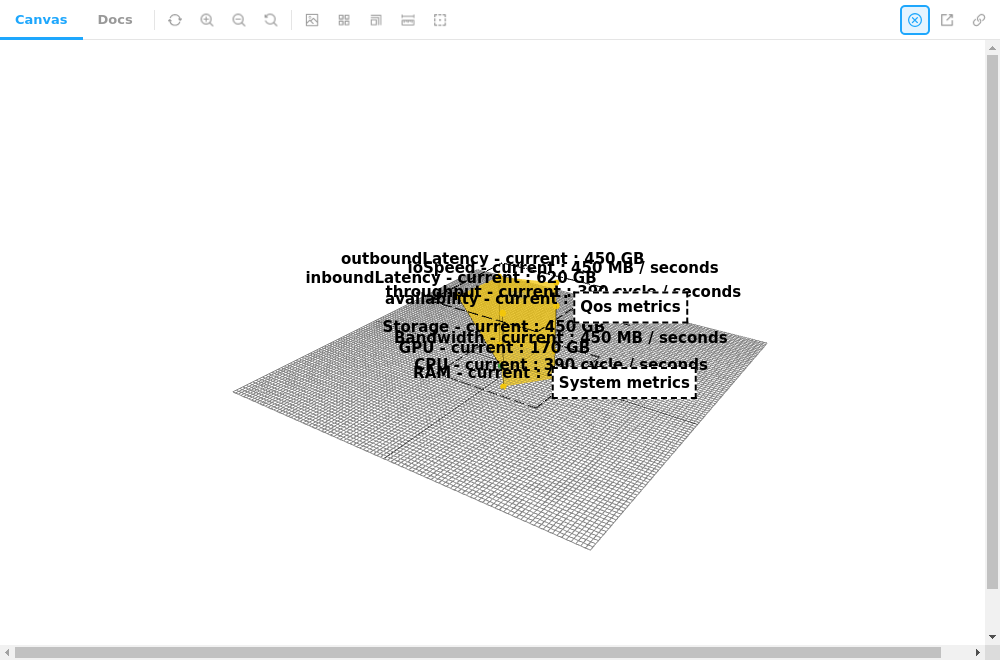 Canvas Docs
outboundLatency - current : 450 GB
ioSpeed - current : 450 MB / seconds
inboundLatency - current : 620 GB
throughput - current : 390 cycle / seconds
availability - current :
Qos metrics
Storage - current : 450 GB
Bandwidth - current : 450 MB / seconds
GPU - current : 170 GB
CPU - current : 390 cycle / seconds
RAM - current :
System metrics